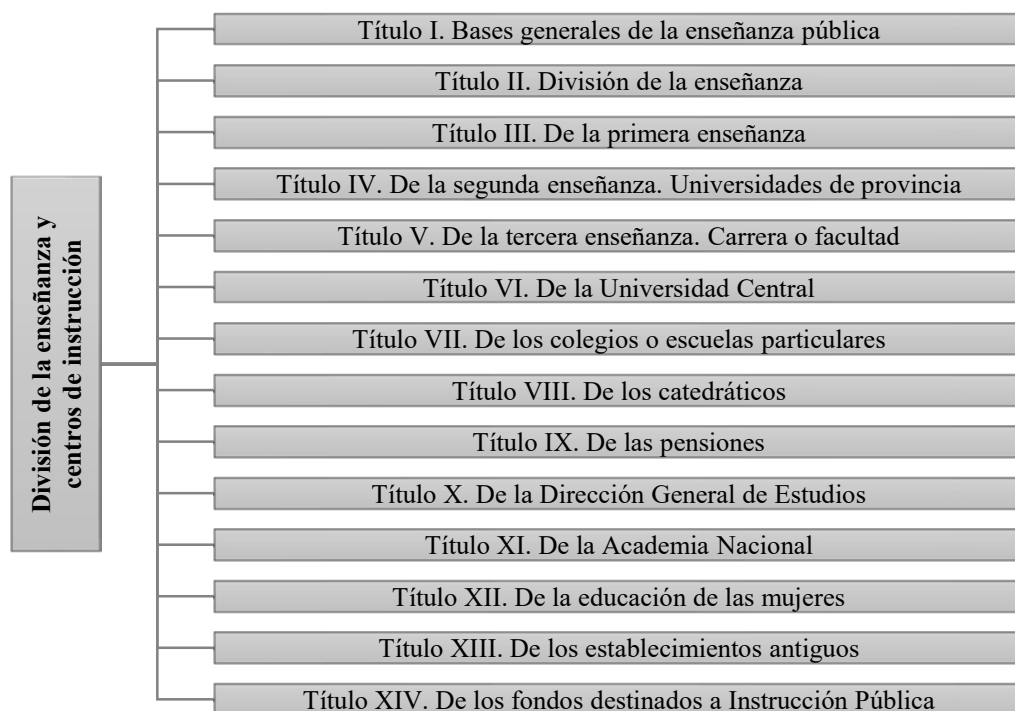 División de la enseñanza y
centros de instrucción
Título I. Bases generales de la enseñanza pública
Título II. División de la enseñanza
Título III. De la primera enseñanza
Título IV. De la segunda enseñanza. Universidades de provincia
Título V. De la tercera enseñanza. Carrera o facultad
Título VI. De la Universidad Central
Título VII. De los colegios o escuelas particulares
Título VIII. De los catedráticos
Título IX. De las pensiones
Título X. De la Dirección General de Estudios
Título XI. De la Academia Nacional
Título XII. De la educación de las mujeres
Título XIII. De los establecimientos antiguos
Título XIV. De los fondos destinados a Instrucción Pública